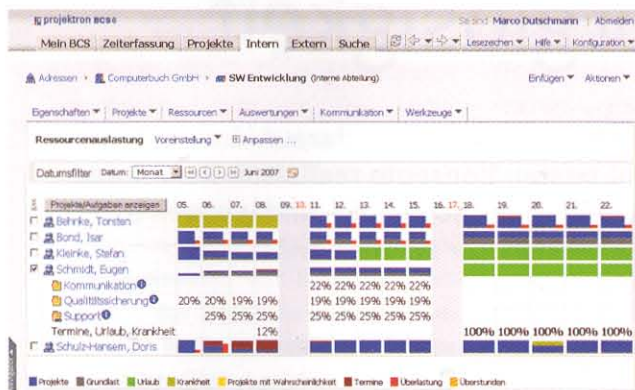 projektron BCS®
Sie sind Marco Dutschmann | Abmelden
Mein BCS Zeiterfassung Projekte Intern Extern Suche Lesezeichen Hilfe Konfiguration
Adressen Computerbuch GmbH SW Entwicklung (Interne Abteilung) Einfügen Aktionen
Eigenschaften Projekte Ressourcen Auswertungen Kommunikation Werkzeuge
Ressourcenauslastung Voreinstellung Anpassen ...
Datumsfilter Datum: Monat Juni 2007
Projekte/Aufgaben anzeigen 05. 06. 07. 08. 09. 10. 11. 12. 13. 14. 15. 16. 17. 18. 19. 20. 21. 22.
Behnke, Torsten
Bond, Isar
Kleinke, Stefan
Schmidt, Eugen
Kommunikation 22% 22% 22% 22% 22%
Qualitätssicherung 20% 20% 19% 19% 19% 19% 19% 19% 19%
Support 25% 25% 25% 25% 25% 25% 25% 25%
Termine, Urlaub, Krankheit 12% 100% 100% 100% 100% 100%
Schulz-Hansem, Doris
Projekte Grundlast Urlaub Krankheit Projekte mit Wahrscheinlichkeit Termine Überlastung Überstunden